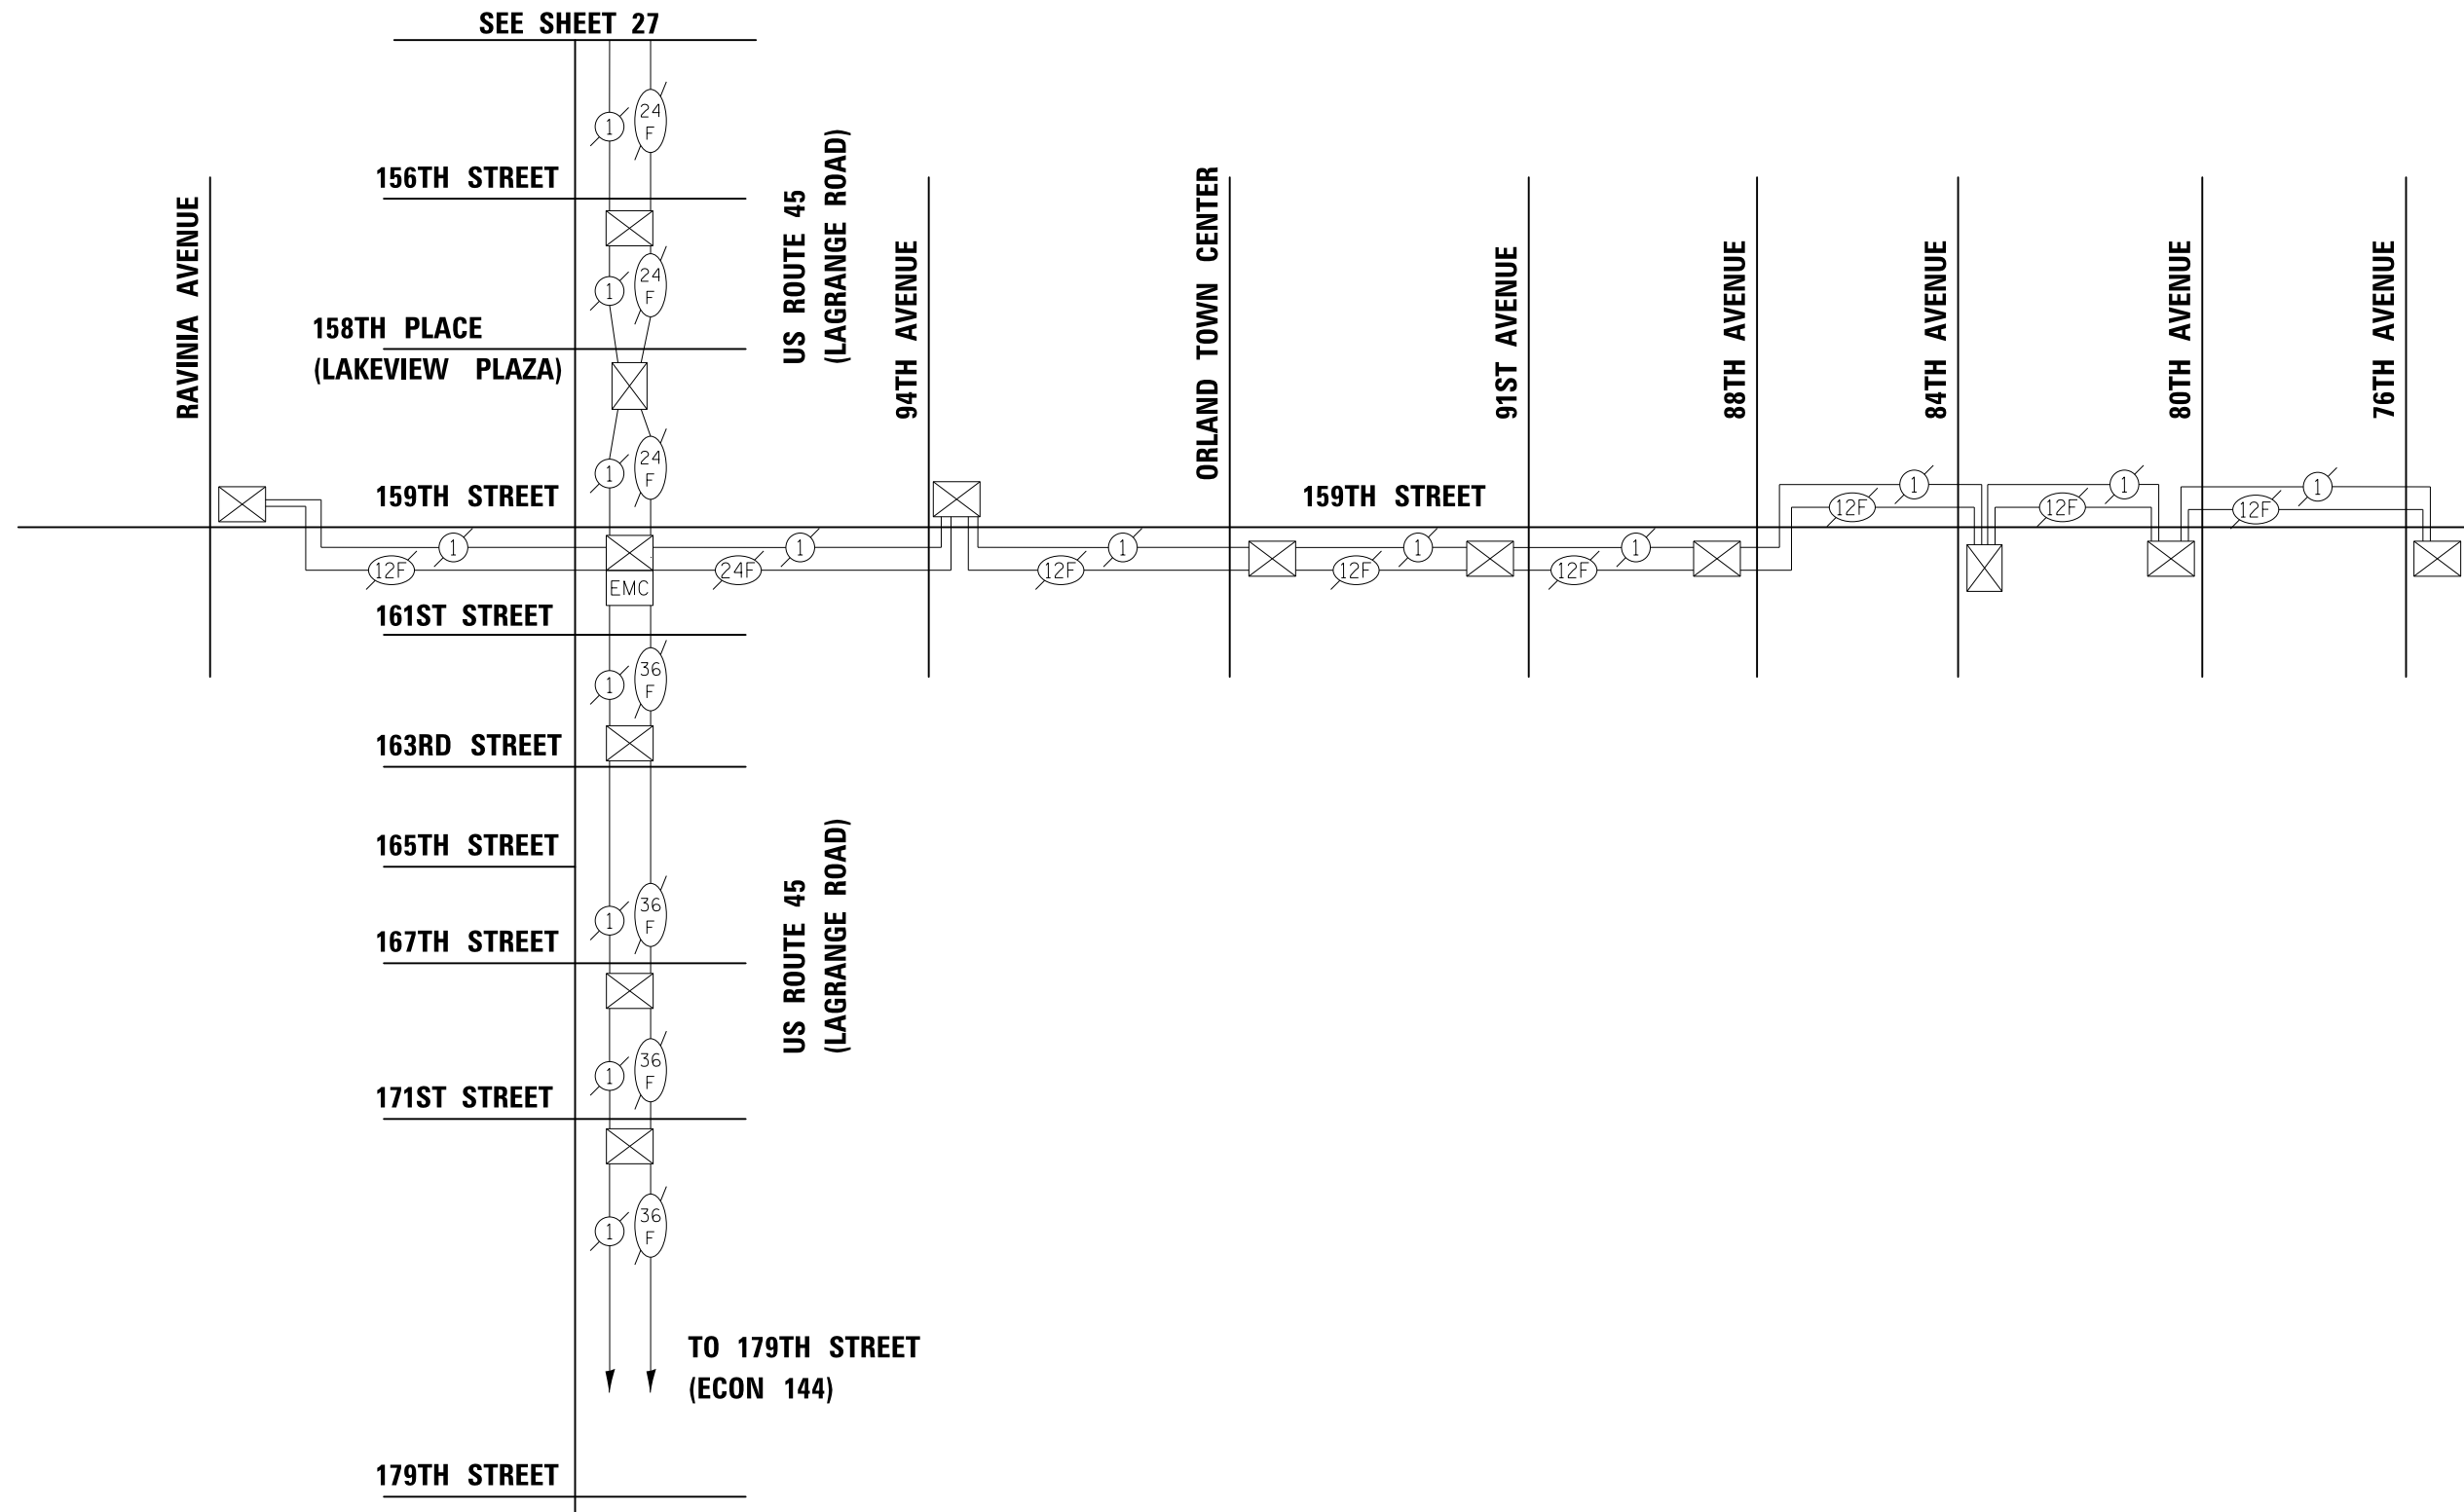 SEE SHEET 27
1
24
F
156TH STREET
1
24
F
158TH PLACE
(LAKEVIEW PLAZA)
US ROUTE 45
(LAGRANGE ROAD)
RAVINIA AVENUE
94TH AVENUE
ORLAND TOWN CENTER
91ST AVENUE
88TH AVENUE
84TH AVENUE
80TH AVENUE
76TH AVENUE
1
24
F
159TH STREET
159TH STREET
1
12F
1
12F
1
12F
12F
1
24F
1
12F
1
12F
1
12F
1
EMC
161ST STREET
1
36
F
163RD STREET
165TH STREET
1
36
F
167TH STREET
US ROUTE 45
(LAGRANGE ROAD)
1
36
F
171ST STREET
1
36
F
TO 179TH STREET
(ECON 144)
179TH STREET